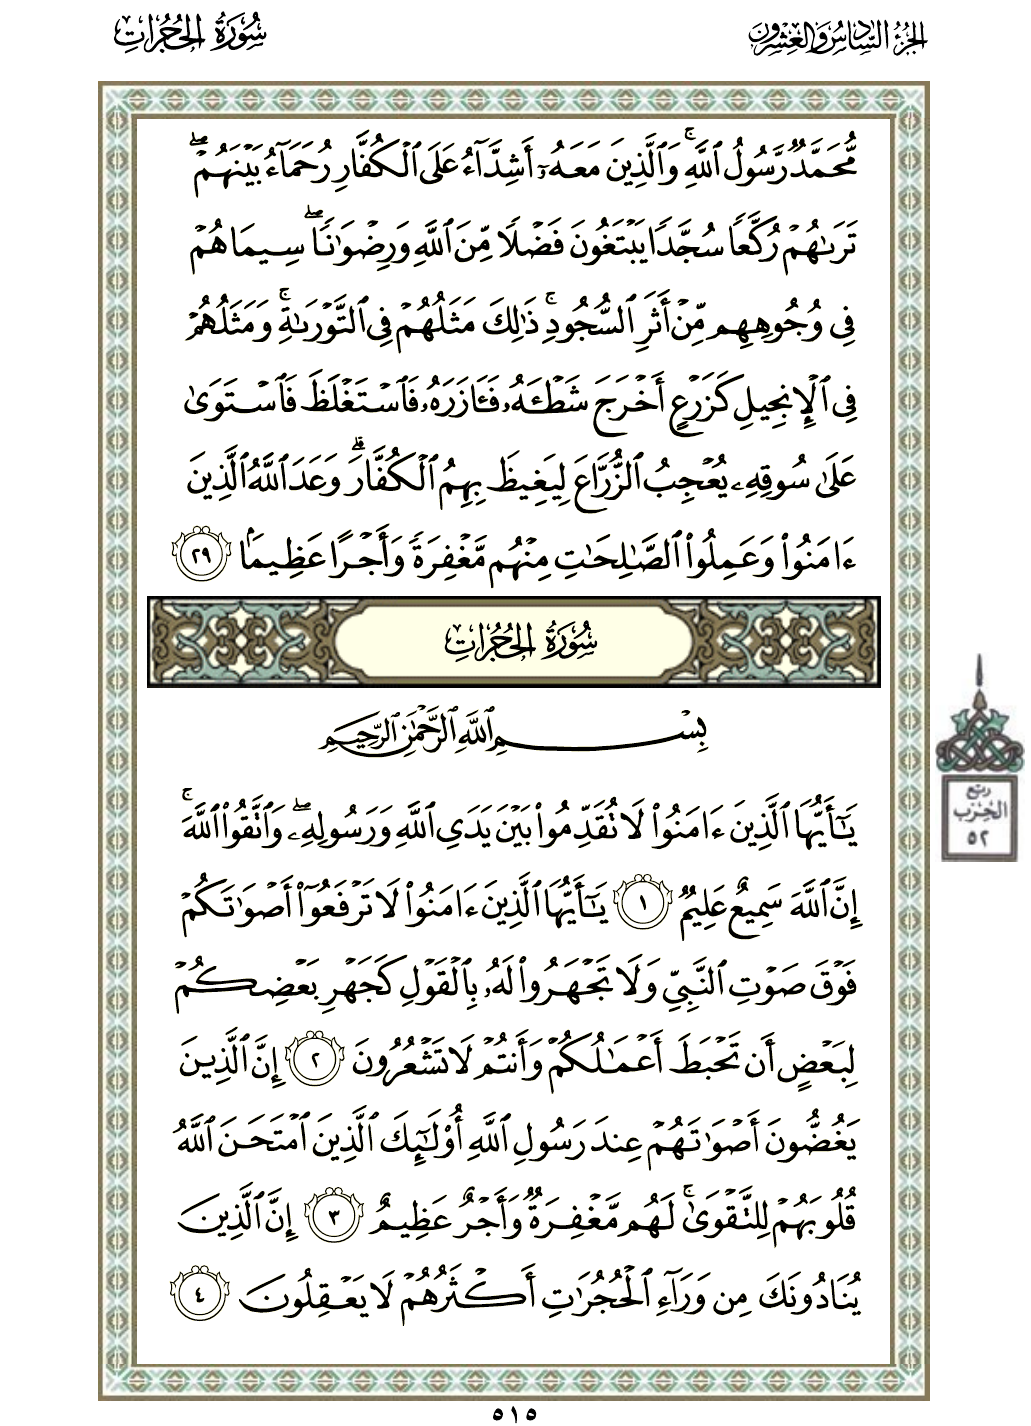 الجزء السادس والعشرون
سورة الحجرات
مُّحَمَّدٌ رَّسُولُ ٱللَّهِ ۚ وَٱلَّذِينَ مَعَهُۥٓ أَشِدَّآءُ عَلَى ٱلْكُفَّارِ رُحَمَآءُ بَيْنَهُمْ ۖ
تَرَىٰهُمْ رُكَّعًا سُجَّدًا يَبْتَغُونَ فَضْلًا مِّنَ ٱللَّهِ وَرِضْوَٰنًا ۖ سِيمَاهُمْ
فِى وُجُوهِهِم مِّنْ أَثَرِ ٱلسُّجُودِ ۚ ذَٰلِكَ مَثَلُهُمْ فِى ٱلتَّوْرَىٰةِ ۚ وَمَثَلُهُمْ
فِى ٱلْإِنجِيلِ كَزَرْعٍ أَخْرَجَ شَطْـَٔهُۥ فَـَٔازَرَهُۥ فَٱسْتَغْلَظَ فَٱسْتَوَىٰ
عَلَىٰ سُوقِهِۦ يُعْجِبُ ٱلزُّرَّاعَ لِيَغِيظَ بِهِمُ ٱلْكُفَّارَ ۗ وَعَدَ ٱللَّهُ ٱلَّذِينَ
ءَامَنُوا۟ وَعَمِلُوا۟ ٱلصَّٰلِحَٰتِ مِنْهُم مَّغْفِرَةً وَأَجْرًا عَظِيمًۢا ٢٩
سُورَةُ الحُجُرَاتِ
بِسْمِ ٱللَّهِ ٱلرَّحْمَٰنِ ٱلرَّحِيمِ
يَـٰٓأَيُّهَا ٱلَّذِينَ ءَامَنُوا۟ لَا تُقَدِّمُوا۟ بَيْنَ يَدَىِ ٱللَّهِ وَرَسُولِهِۦ ۖ وَٱتَّقُوا۟ ٱللَّهَ ۚ
إِنَّ ٱللَّهَ سَمِيعٌ عَلِيمٌ ١ يَـٰٓأَيُّهَا ٱلَّذِينَ ءَامَنُوا۟ لَا تَرْفَعُوٓا۟ أَصْوَٰتَكُمْ
فَوْقَ صَوْتِ ٱلنَّبِىِّ وَلَا تَجْهَرُوا۟ لَهُۥ بِٱلْقَوْلِ كَجَهْرِ بَعْضِكُمْ
لِبَعْضٍ أَن تَحْبَطَ أَعْمَٰلُكُمْ وَأَنتُمْ لَا تَشْعُرُونَ ٢ إِنَّ ٱلَّذِينَ
يَغُضُّونَ أَصْوَٰتَهُمْ عِندَ رَسُولِ ٱللَّهِ أُو۟لَـٰٓئِكَ ٱلَّذِينَ ٱمْتَحَنَ ٱللَّهُ
قُلُوبَهُمْ لِلتَّقْوَىٰ ۚ لَهُم مَّغْفِرَةٌ وَأَجْرٌ عَظِيمٌ ٣ إِنَّ ٱلَّذِينَ
يُنَادُونَكَ مِن وَرَآءِ ٱلْحُجُرَٰتِ أَكْثَرُهُمْ لَا يَعْقِلُونَ ٤
ربع
الحزب
٥٢
٥١٥